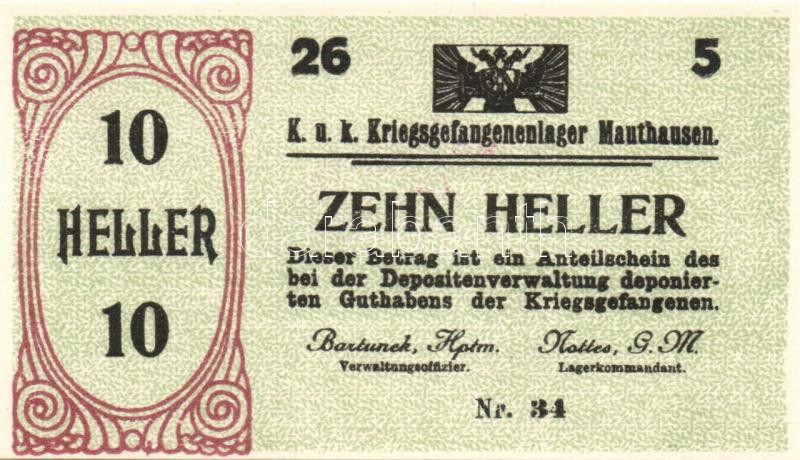 10
HELLER
10
26 5
K. u. k. Kriegsgefangenenlager Mauthausen.
ZEHN HELLER
Dieser Betrag ist ein Anteilschein des
bei der Depositenverwaltung deponier-
ten Guthabens der Kriegsgefangenen.
Bartunek, Hptm. Nottes, G. M.
Verwaltungsoffizier. Lagerkommandant.
Nr. 34